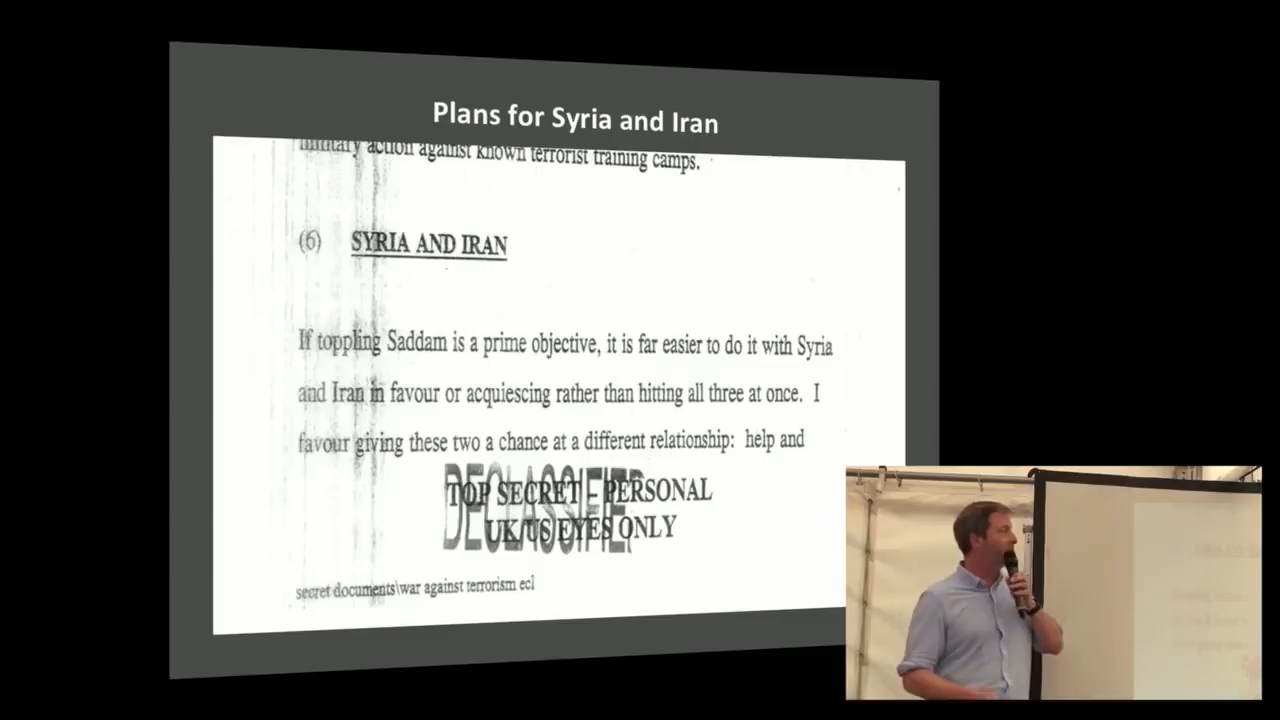 Plans for Syria and Iran
military action against known terrorist training camps.
(6) SYRIA AND IRAN
If toppling Saddam is a prime objective, it is far easier to do it with Syria
and Iran in favour or acquiescing rather than hitting all three at once. I
favour giving these two a chance at a different relationship: help and
DECLASSIFIED
TOP SECRET - PERSONAL
UK/US EYES ONLY
secret documents\war against terrorism ecl